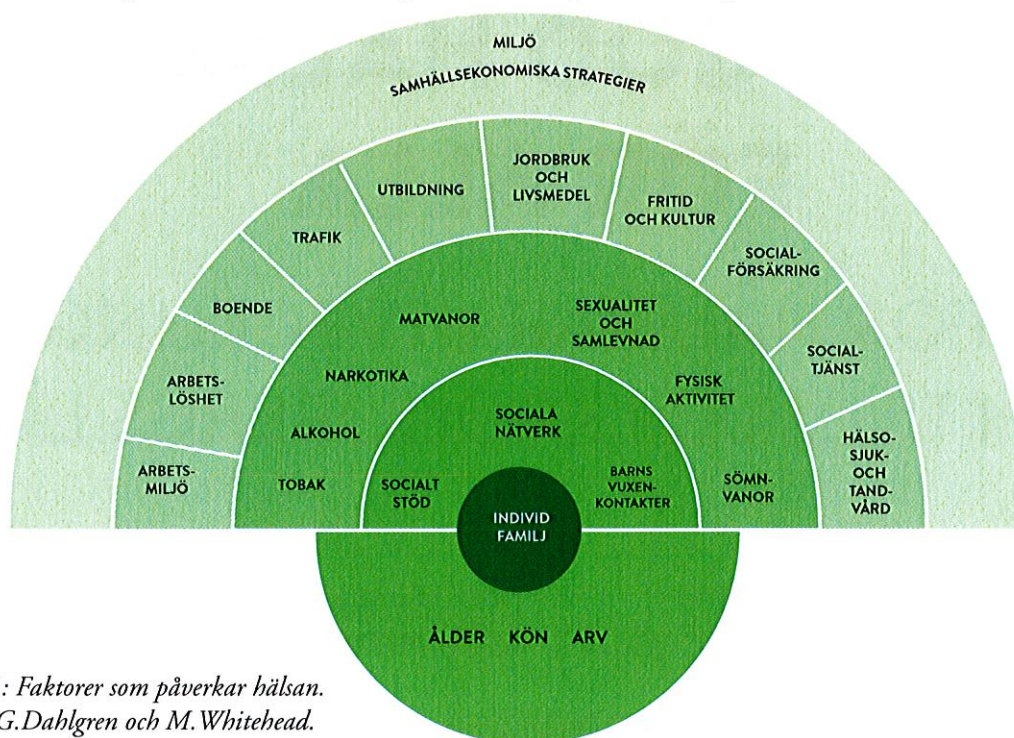 MILJÖ
SAMHÄLLSEKONOMISKA STRATEGIER
ARBETS-
MILJÖ
ARBETS-
LÖSHET
BOENDE
TRAFIK
UTBILDNING
JORDBRUK
OCH
LIVSMEDEL
FRITID
OCH KULTUR
SOCIAL-
FÖRSÄKRING
SOCIAL-
TJÄNST
HÄLSO-
SJUK-
OCH
TAND-
VÅRD
TOBAK
ALKOHOL
NARKOTIKA
MATVANOR
SEXUALITET
OCH
SAMLEVNAD
FYSISK
AKTIVITET
SÖMN-
VANOR
SOCIALT
STÖD
SOCIALA
NÄTVERK
BARNS
VUXEN-
KONTAKTER
INDIVID
FAMILJ
ÅLDER KÖN ARV
: Faktorer som påverkar hälsan.
G.Dahlgren och M.Whitehead.